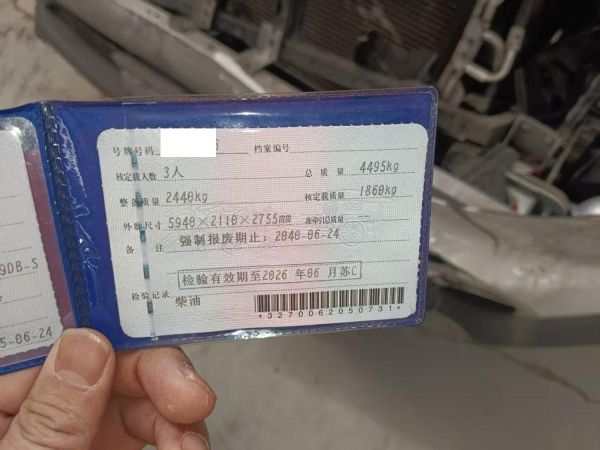 9DB-S
5-06-24
号牌号码 6 档案编号
核定载人数 3人 总质量 4495kg
整备质量 2440kg 核定载质量 1860kg
外廓尺寸 5940×2110×2755mm 准牵引总质量 --
备注 强制报废期止：2040-06-24
检验有效期至2026年06月苏C
检验记录 柴油
*3270062050731*